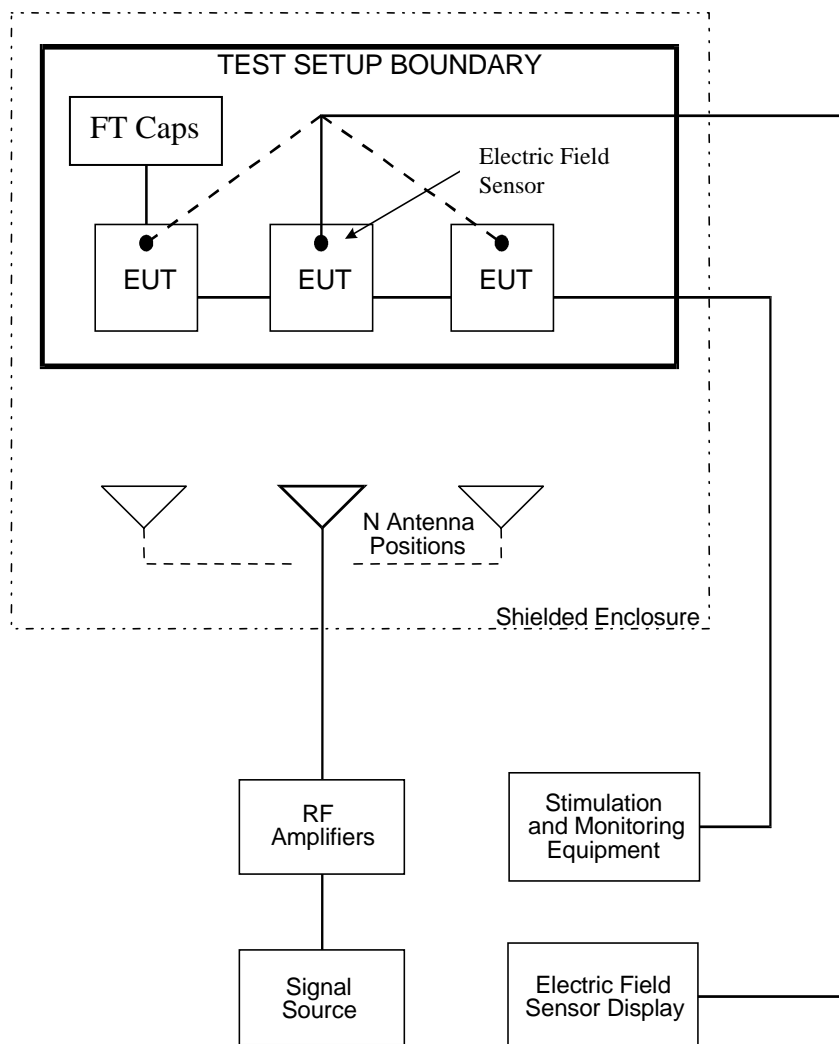 TEST SETUP BOUNDARY
FT Caps
Electric Field
Sensor
EUT
EUT
EUT
N Antenna
Positions
Shielded Enclosure
RF
Amplifiers
Stimulation
and Monitoring
Equipment
Signal
Source
Electric Field
Sensor Display